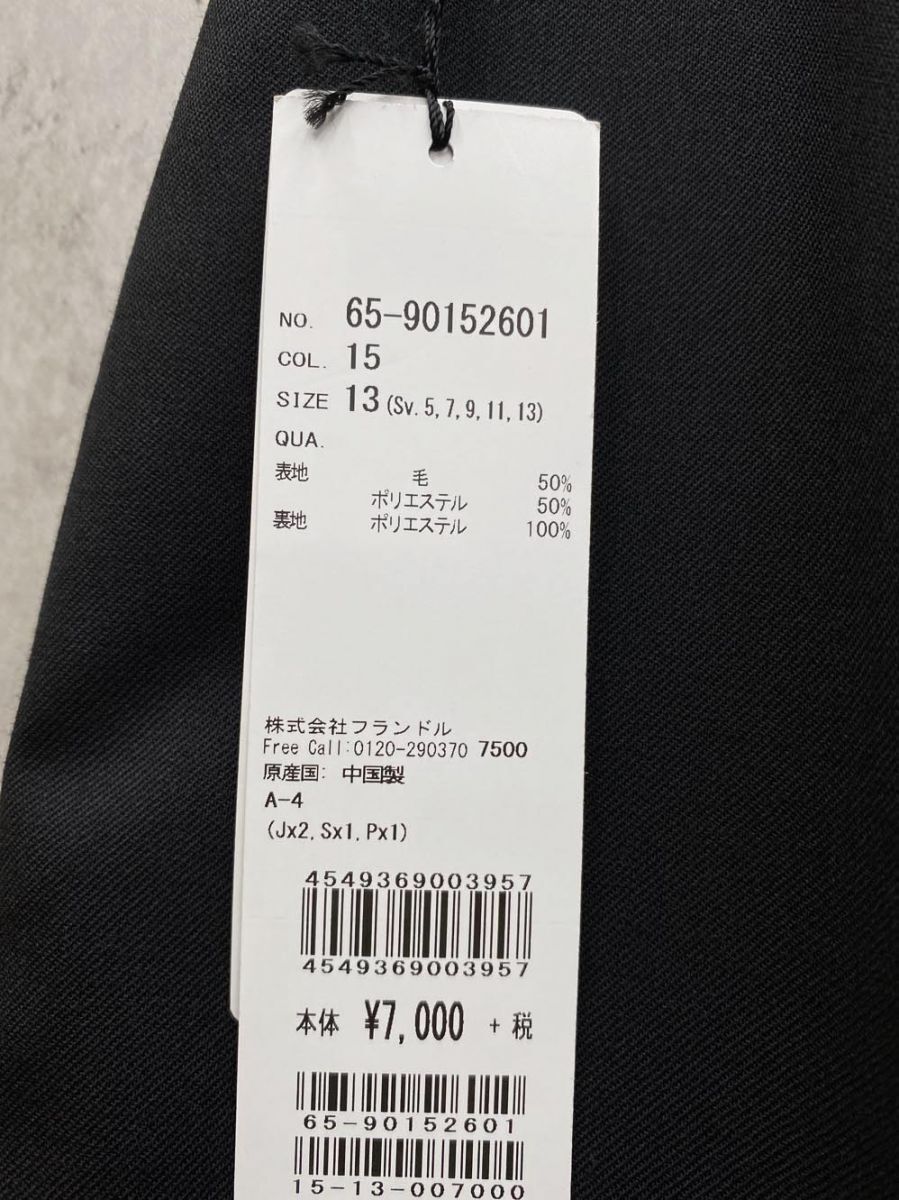 NO. 65-90152601
COL. 15
SIZE 13 (Sv. 5, 7, 9, 11, 13)
QUA.
表地 毛 50%
ポリエステル 50%
裏地 ポリエステル 100%
株式会社フランドル
Free Call:0120-290370 7500
原産国: 中国製
A-4
(Jx2, Sx1, Px1)
4549369003957
4549369003957
本体 ¥7,000 + 税
65-90152601
15-13-007000